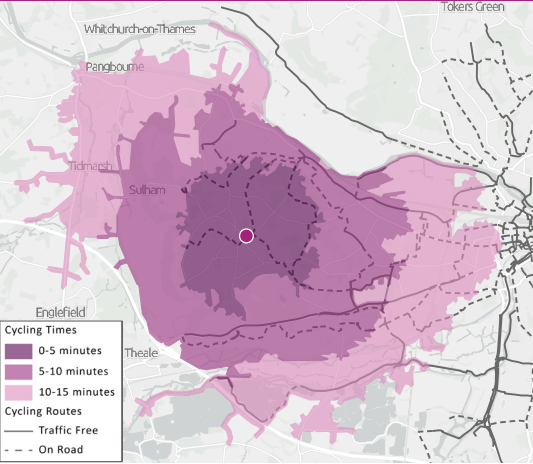 Tokers Green
Whitchurch-on-Thames
Pangbourne
Tidmarsh
Sulham
Englefield
Theale
Cycling Times
0-5 minutes
5-10 minutes
10-15 minutes
Cycling Routes
Traffic Free
On Road